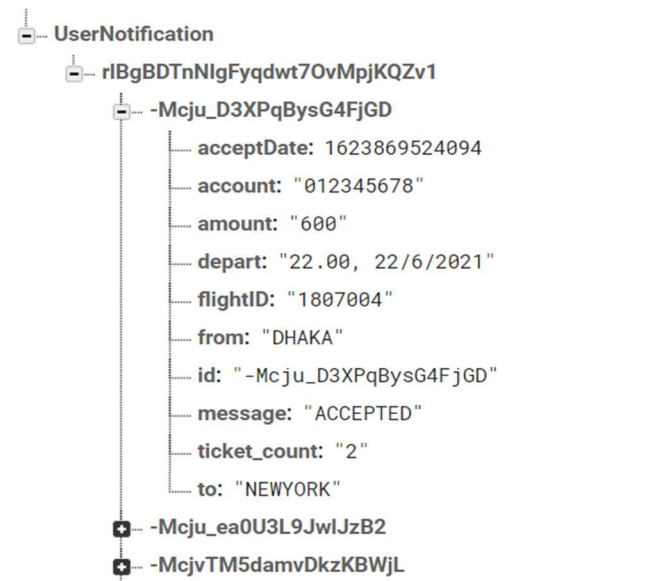 UserNotification
rIBgBDTnNIgFyqdwt7OvMpjKQZv1
-Mcju_D3XPqBysG4FjGD
acceptDate: 1623869524094
account: "012345678"
amount: "600"
depart: "22.00, 22/6/2021"
flightID: "1807004"
from: "DHAKA"
id: "-Mcju_D3XPqBysG4FjGD"
message: "ACCEPTED"
ticket_count: "2"
to: "NEWYORK"
-Mcju_ea0U3L9JwIJzB2
-McjvTM5damvDkzKBWjL